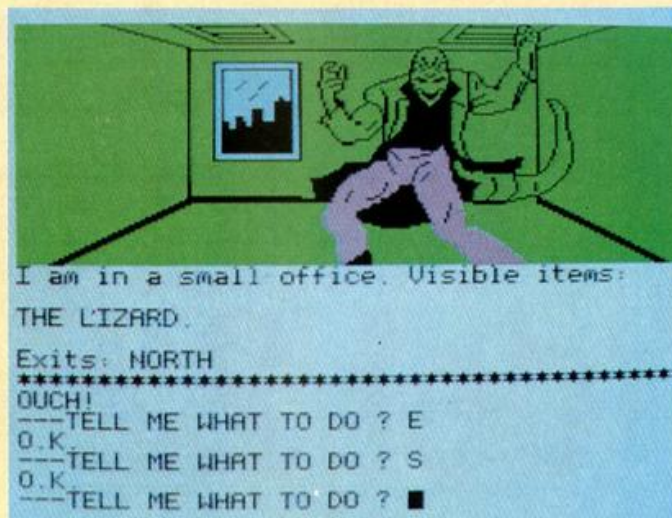 I am in a small office. Visible items:
THE LIZARD.
Exits: NORTH
****************************************
OUCH!
---TELL ME WHAT TO DO ? E
O.K.
---TELL ME WHAT TO DO ? S
O.K.
---TELL ME WHAT TO DO ?